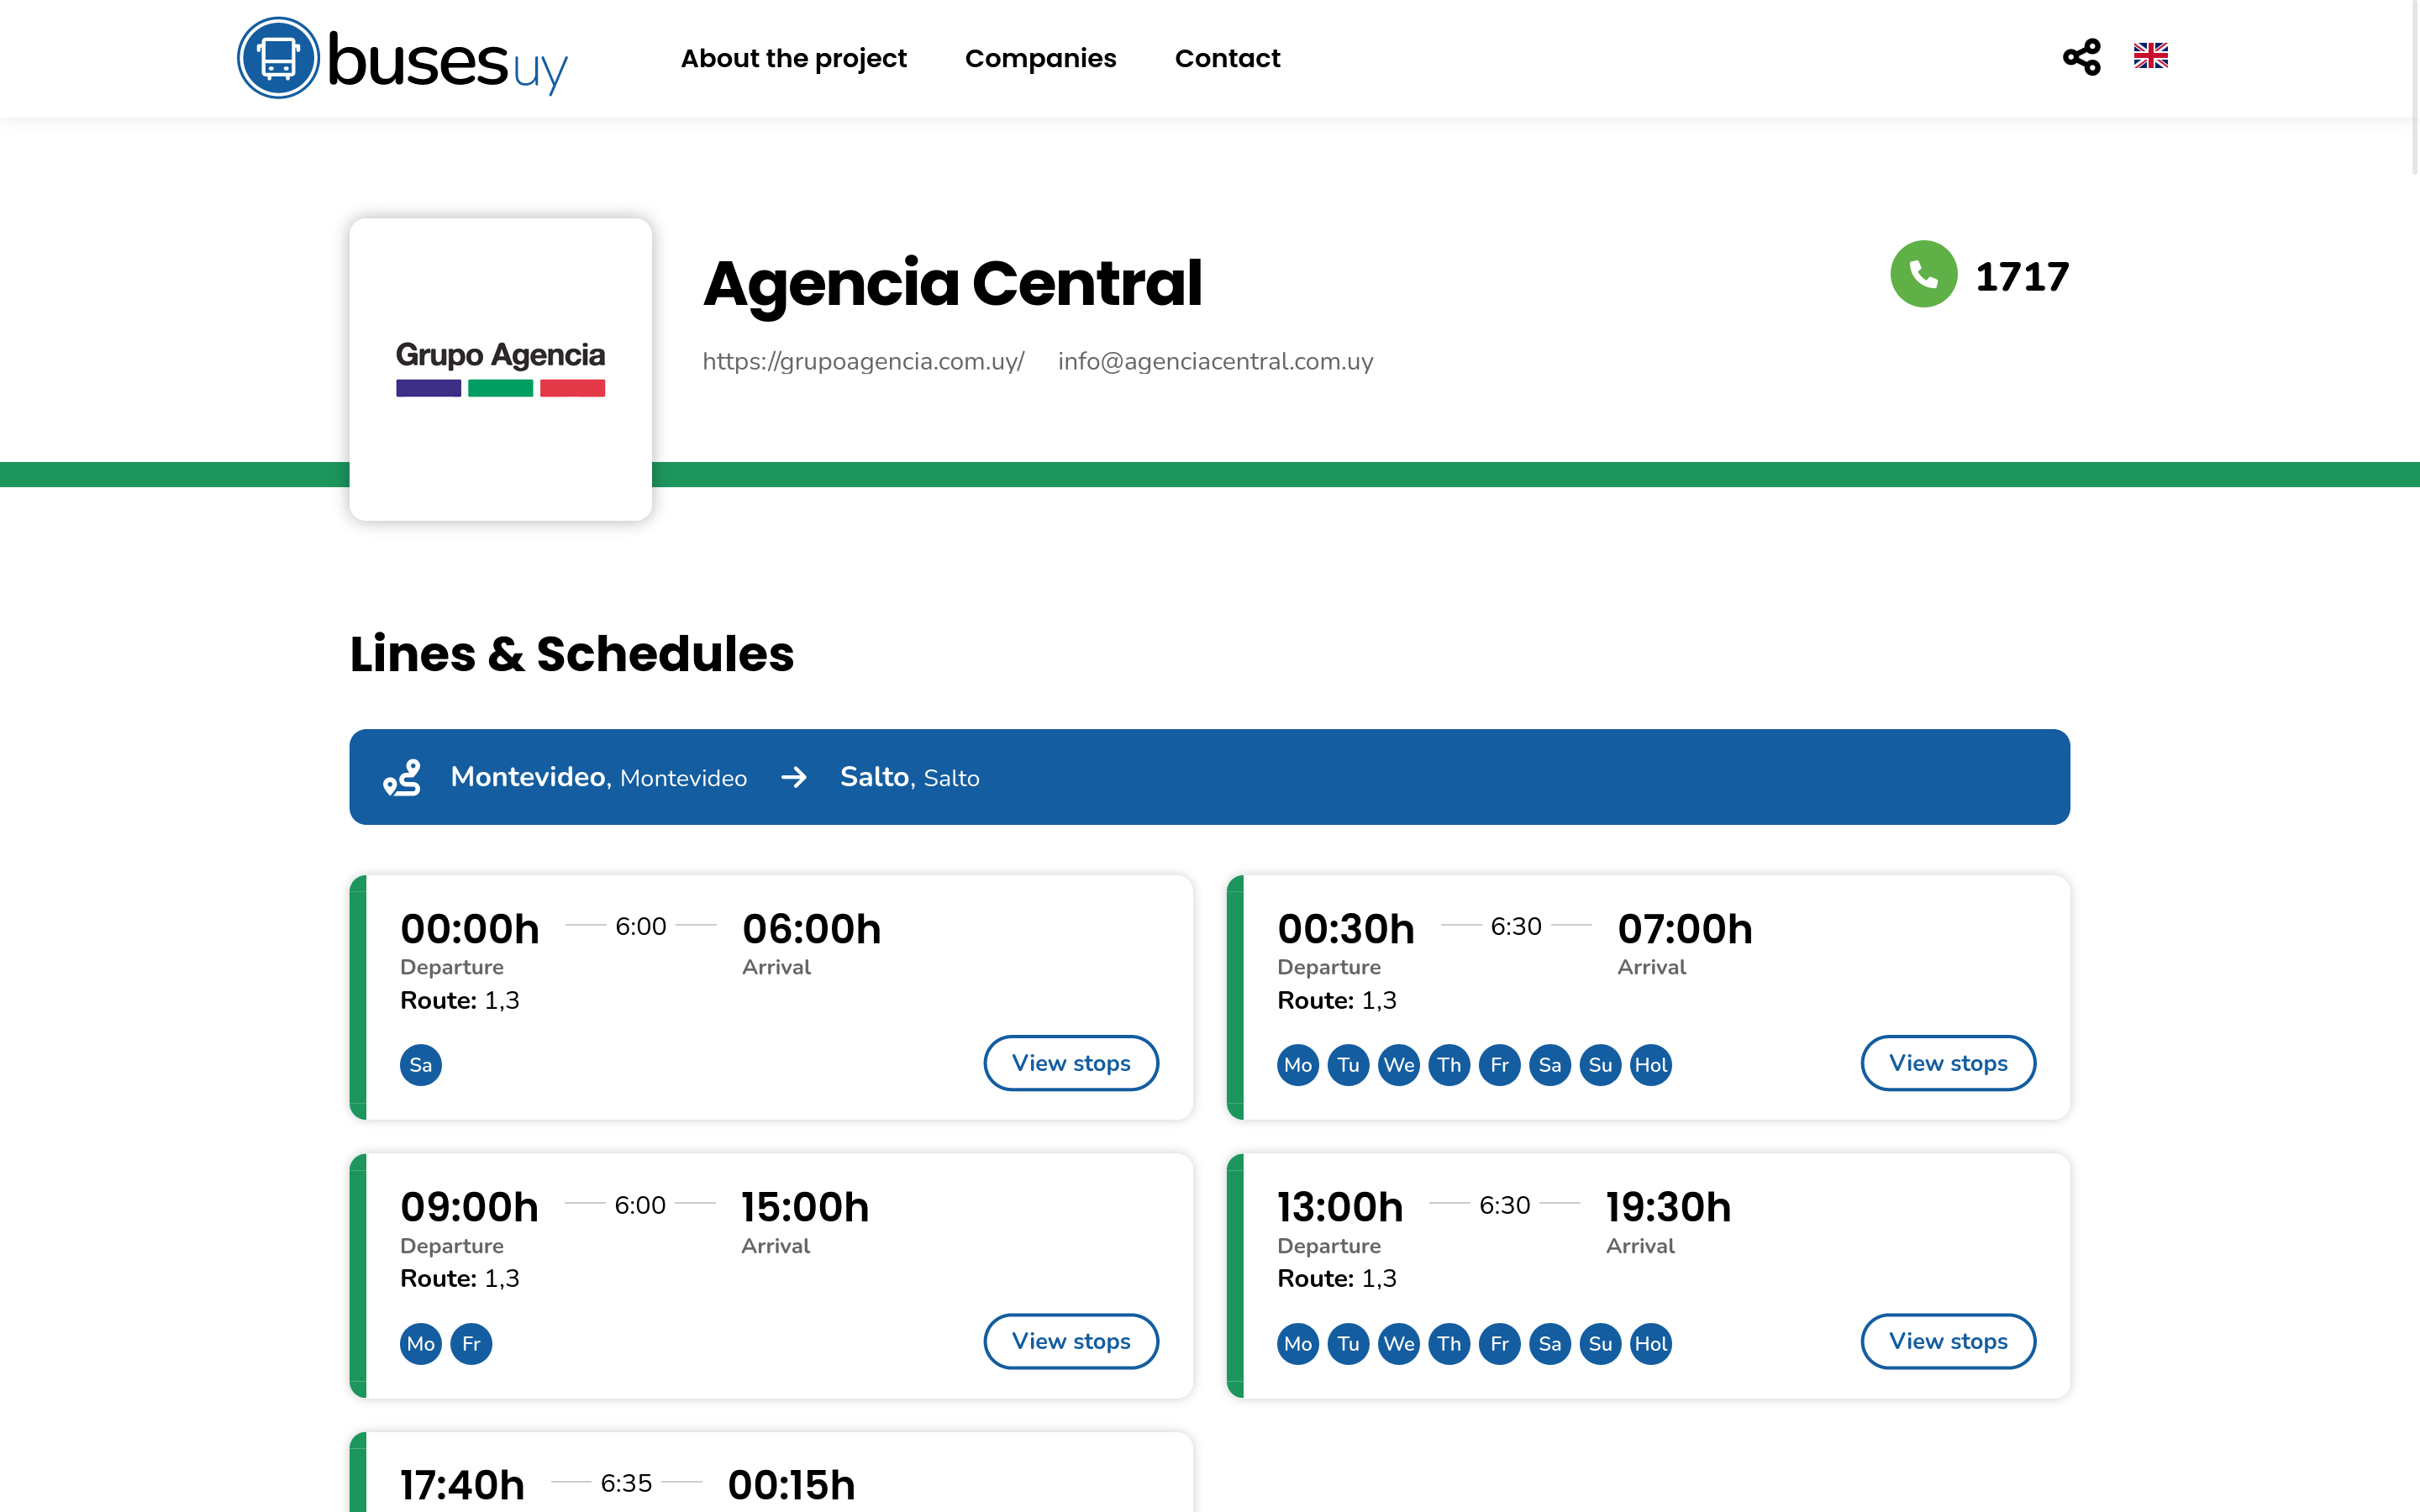 buses uy
About the project Companies Contact
Grupo Agencia
Agencia Central
1717
https://grupoagencia.com.uy/ info@agenciacentral.com.uy
Lines & Schedules
Montevideo, Montevideo → Salto, Salto
00:00h 6:00 06:00h
Departure Arrival
Route: 1,3
Sa View stops
00:30h 6:30 07:00h
Departure Arrival
Route: 1,3
Mo Tu We Th Fr Sa Su Hol View stops
09:00h 6:00 15:00h
Departure Arrival
Route: 1,3
Mo Fr View stops
13:00h 6:30 19:30h
Departure Arrival
Route: 1,3
Mo Tu We Th Fr Sa Su Hol View stops
17:40h 6:35 00:15h